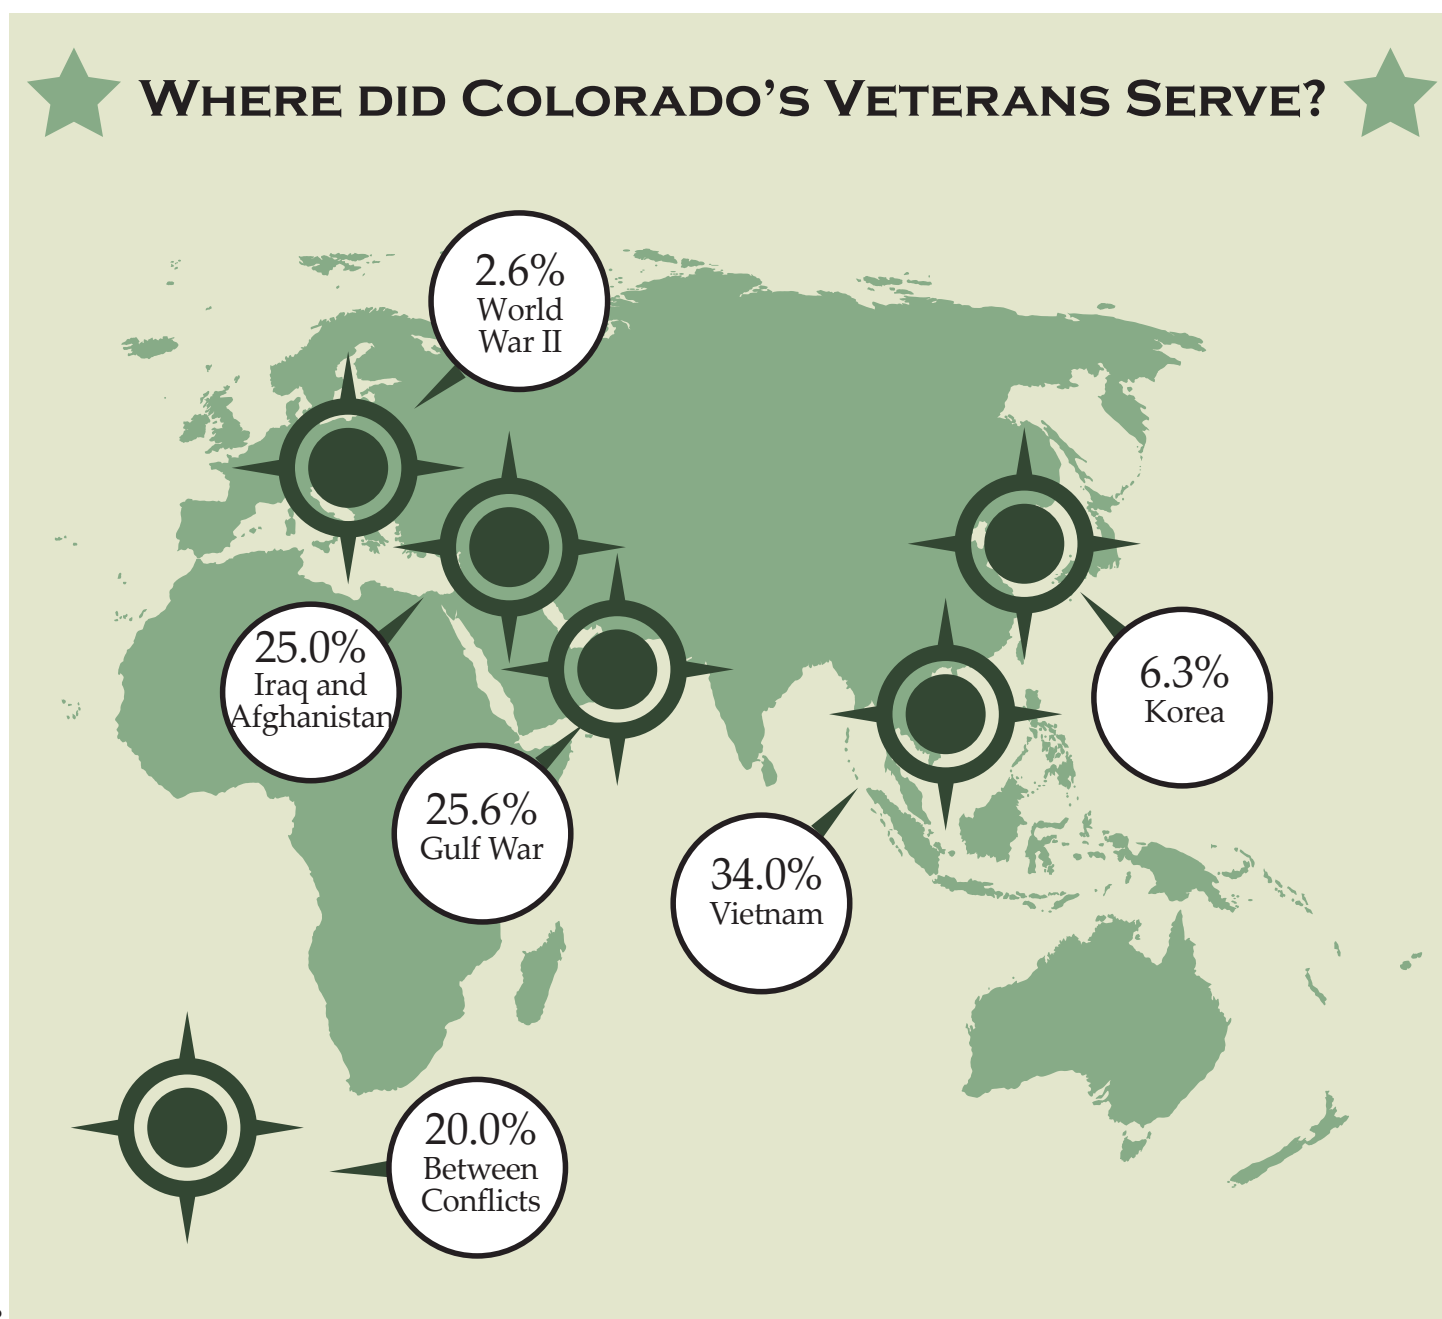 WHERE DID COLORADO'S VETERANS SERVE?
2.6%
World
War II
25.0%
Iraq and
Afghanistan
25.6%
Gulf War
34.0%
Vietnam
6.3%
Korea
20.0%
Between
Conflicts